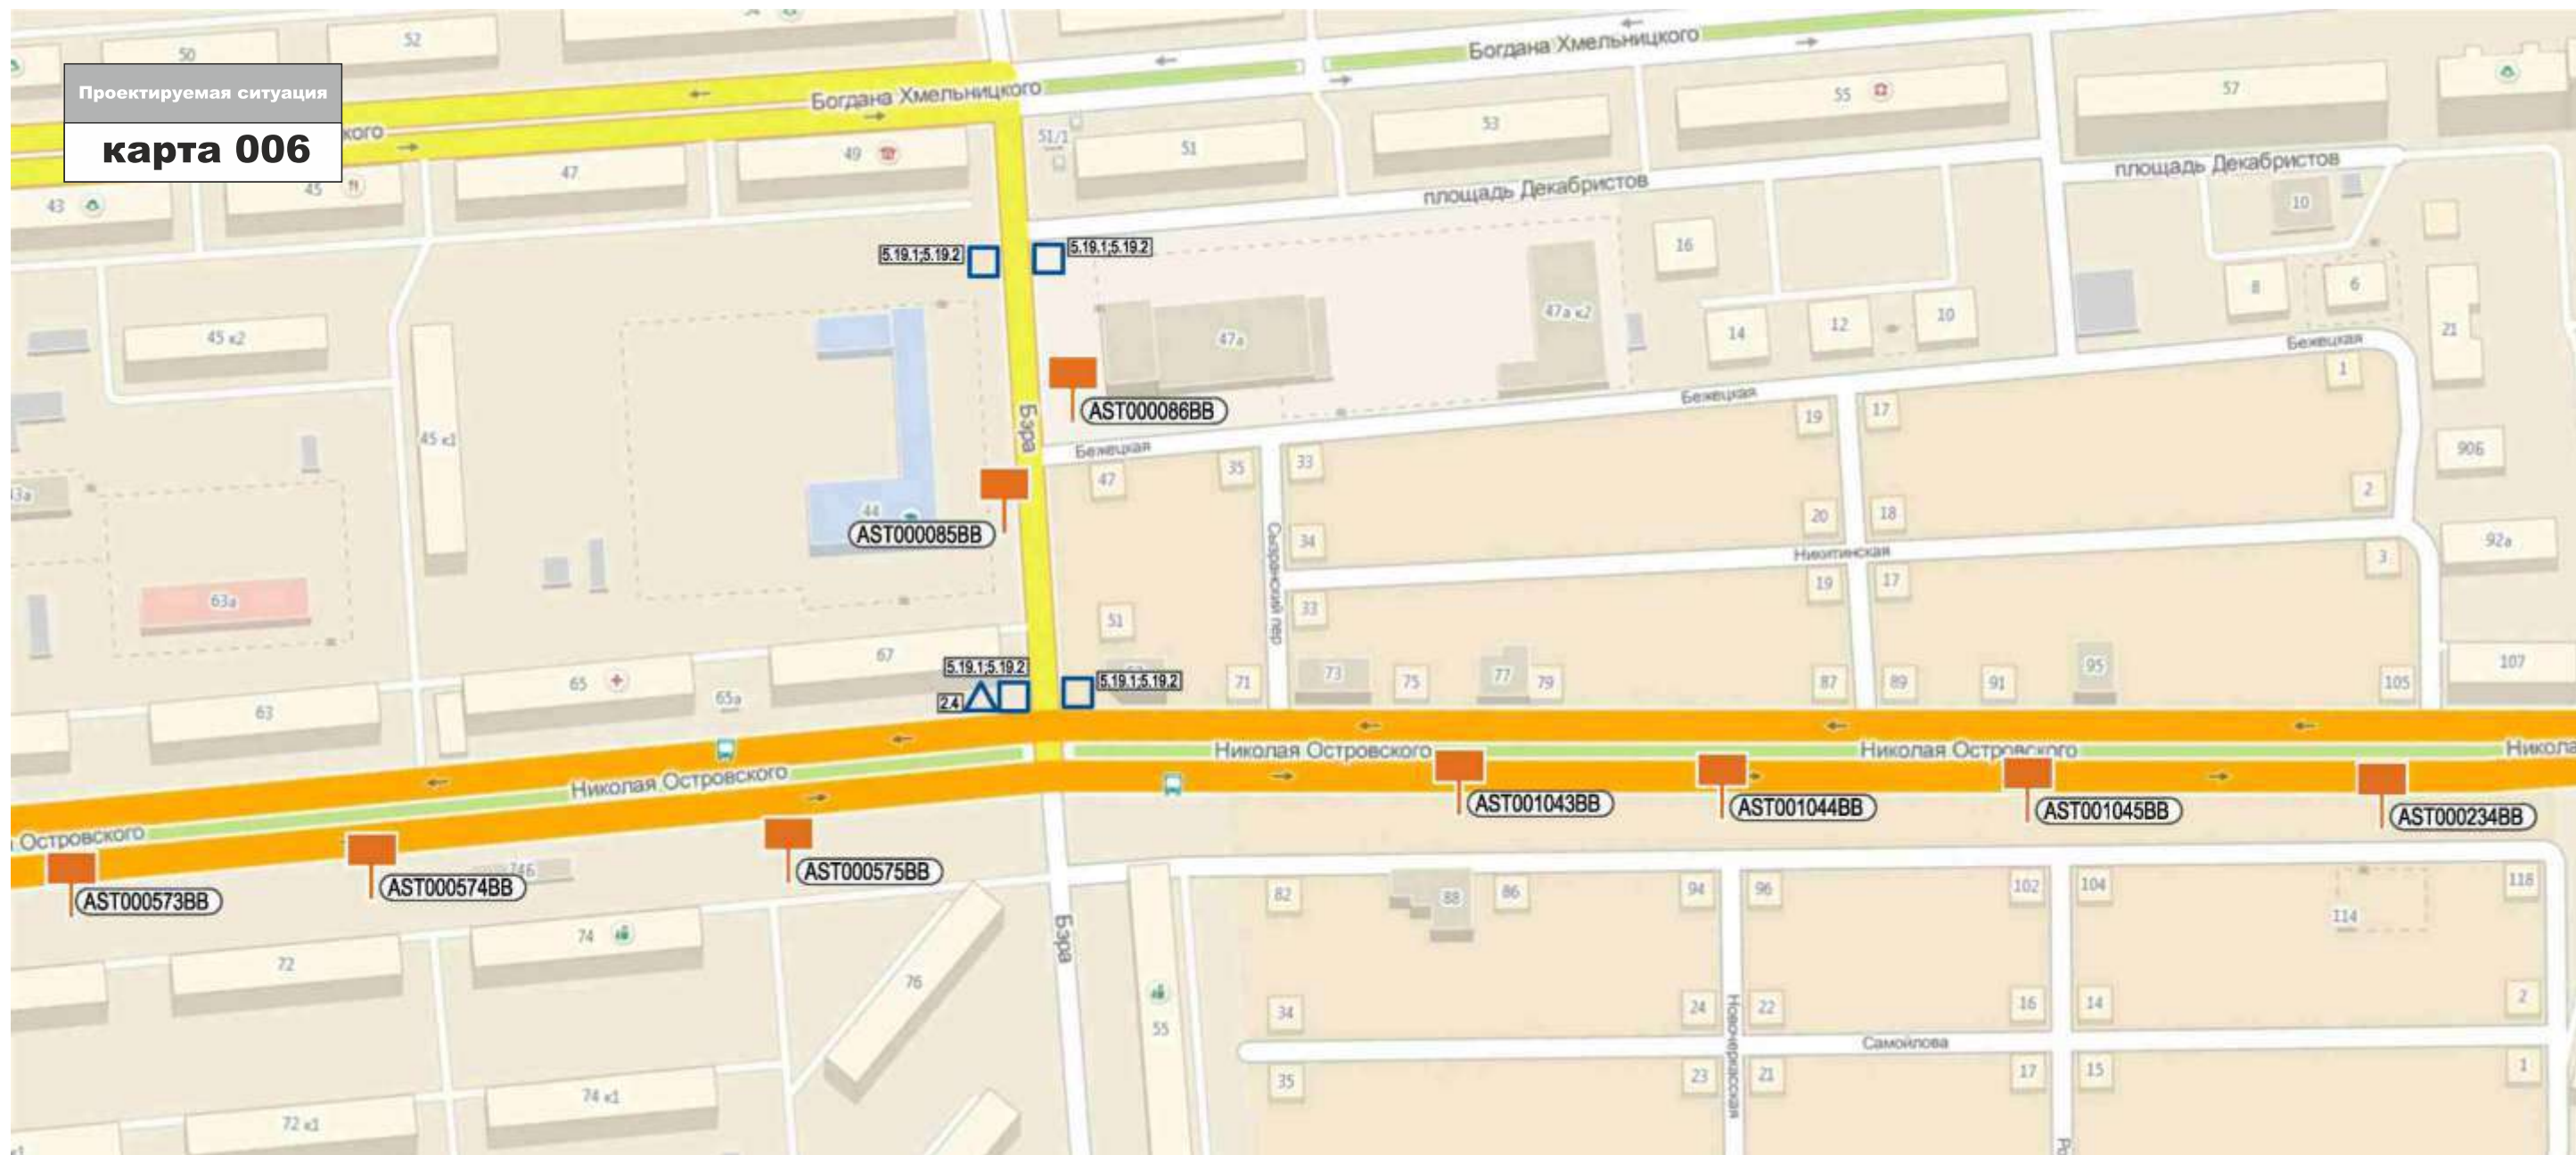 50
52
Проектируемая ситуация
карта 006
кого
Богдана Хмельницкого
Богдана Хмельницкого
43
45
47
49
51/1
51
53
55
57
площадь Декабристов
площадь Декабристов
10
5.19.1;5.19.2
5.19.1;5.19.2
16
47а
47а к2
14
12
10
8
6
21
45 к2
45 к1
Бэра
AST000086BB
Бежецкая
Бежецкая
Бежецкая
1
19
17
47
35
33
90Б
2
44
AST000085BB
Сызранский пер
34
20
18
Никитинская
92а
3
19
17
63а
51
33
67
5.19.1;5.19.2
2.4
5.19.1;5.19.2
65
65а
63
71
73
75
77
79
87
89
91
95
105
107
Николая Островского
Николая Островского
Никола
Николая Островского
Островского
AST001043BB
AST001044BB
AST001045BB
AST000234BB
AST000573BB
AST000574BB
AST000575BB
74Б
82
88
86
94
96
102
104
114
118
Бэра
72
74
76
55
34
24
22
16
14
2
Новочеркасская
Самойлова
35
23
21
17
15
1
72 к1
74 к1